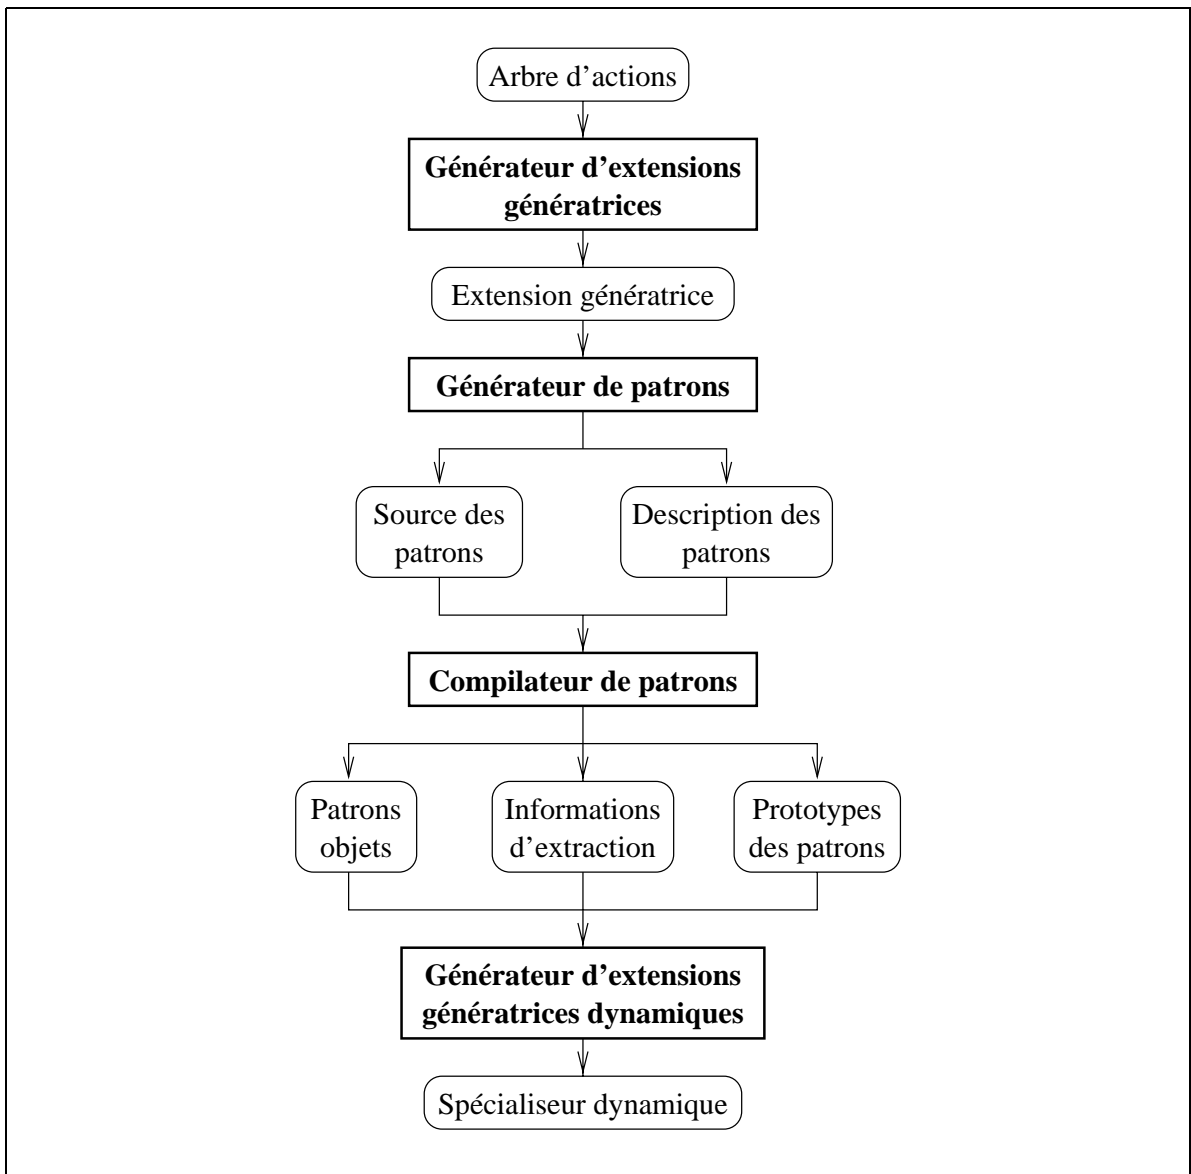 Arbre d’actions
Générateur d’extensions
génératrices
Extension génératrice
Générateur de patrons
Source des
patrons
Description des
patrons
Compilateur de patrons
Patrons
objets
Informations
d’extraction
Prototypes
des patrons
Générateur d’extensions
génératrices dynamiques
Spécialiseur dynamique